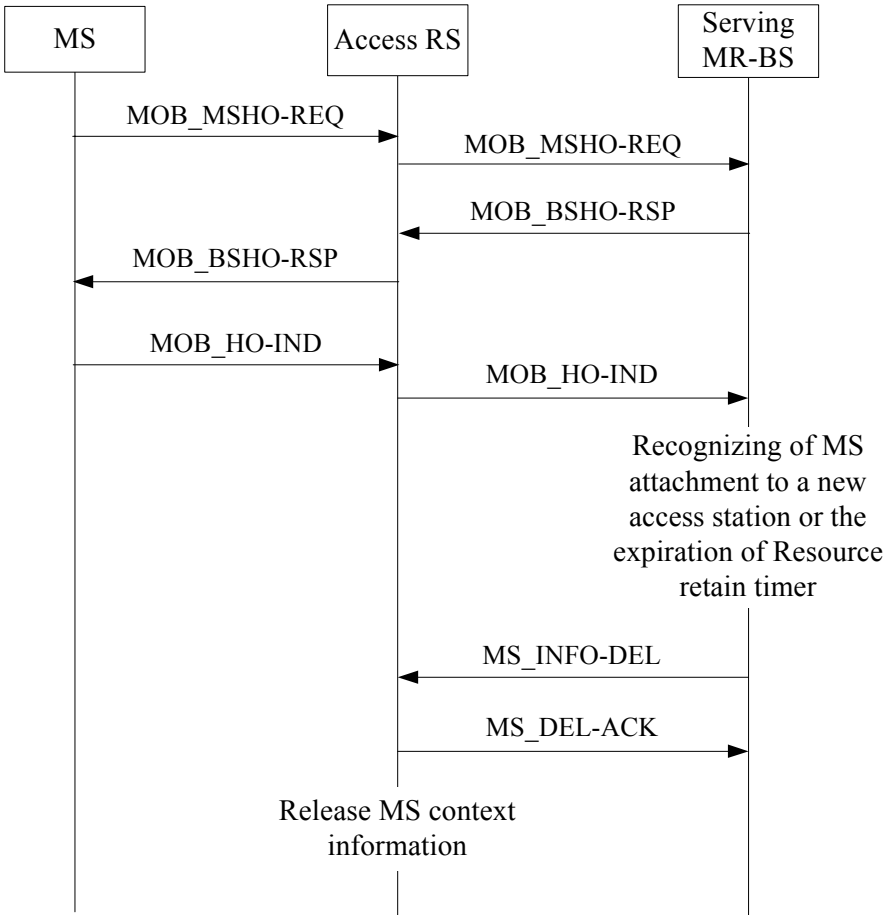 MS
Access RS
Serving
MR-BS
MOB_MSHO-REQ
MOB_MSHO-REQ
MOB_BSHO-RSP
MOB_BSHO-RSP
MOB_HO-IND
MOB_HO-IND
Recognizing of MS
attachment to a new
access station or the
expiration of Resource
retain timer
MS_INFO-DEL
MS_DEL-ACK
Release MS context
information